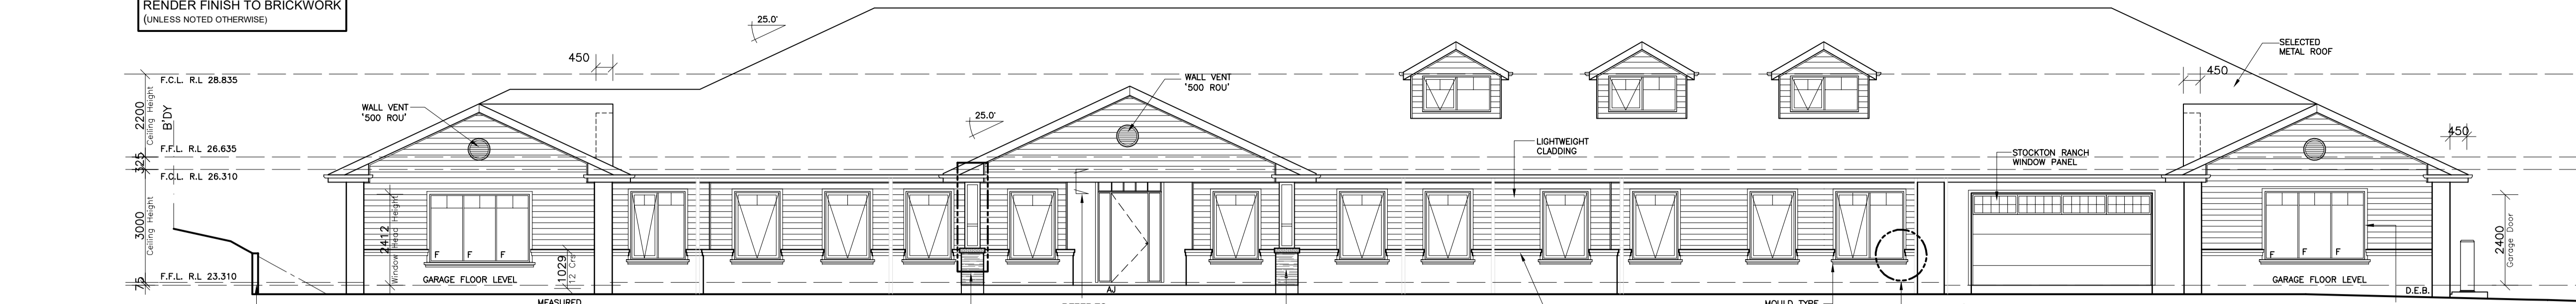 RENDER FINISH TO BRICKWORK
(UNLESS NOTED OTHERWISE)
25.0°
450
F.C.L. R.L 28.835
2200
Ceiling Height
B'DY
WALL VENT
'500 ROU'
WALL VENT
'500 ROU'
25.0°
SELECTED
METAL ROOF
450
450
F.F.L. R.L 26.635
325
F.C.L. R.L 26.310
LIGHTWEIGHT
CLADDING
STOCKTON RANCH
WINDOW PANEL
3000
Ceiling Height
2412
Window Head Height
F F F
1029
12 Crs
F F F
2400
Garage Door
F.F.L. R.L 23.310
75
GARAGE FLOOR LEVEL
GARAGE FLOOR LEVEL
AJ
D.E.B.
MEASURED
MOULD TYPE